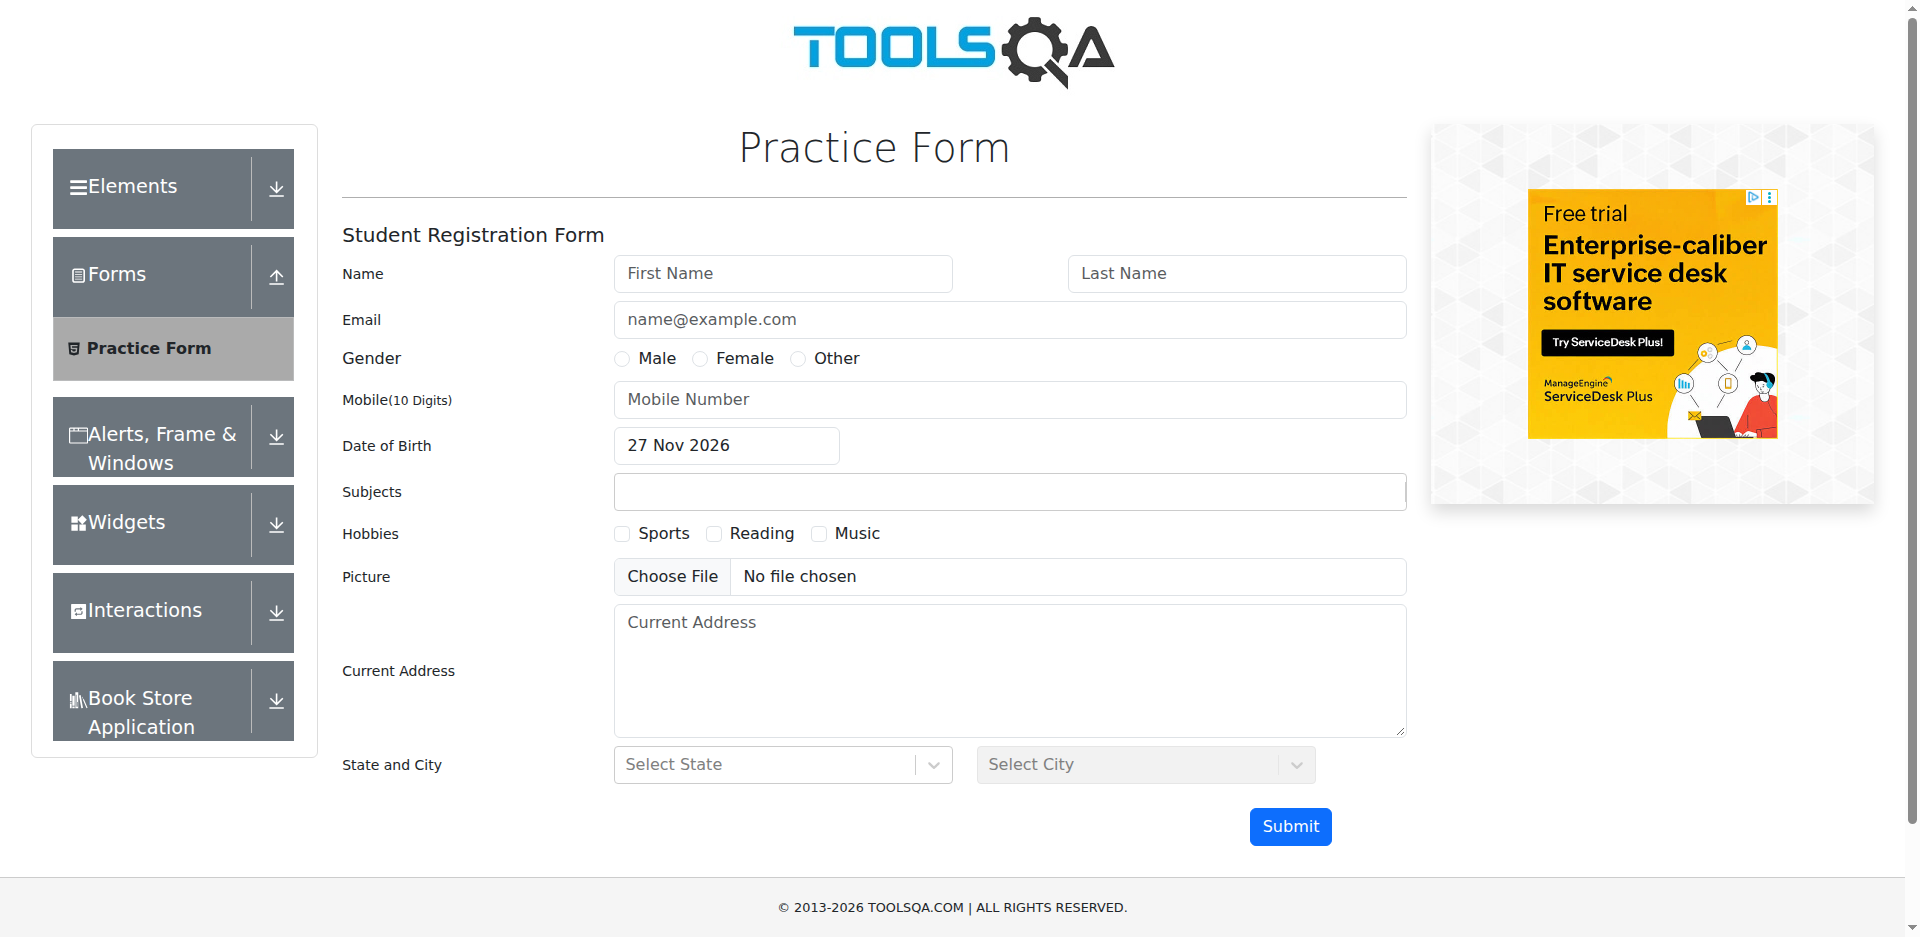 TOOLSQA
Elements
Forms
Practice Form
Alerts, Frame &
Windows
Widgets
Interactions
Book Store
Application
Practice Form
Student Registration Form
Name First Name Last Name
Email name@example.com
Gender Male Female Other
Mobile(10 Digits) Mobile Number
Date of Birth 27 Nov 2026
Subjects
Hobbies Sports Reading Music
Picture Choose File No file chosen
Current Address Current Address
State and City Select State Select City
Submit
Free trial
Enterprise-caliber
IT service desk
software
Try ServiceDesk Plus!
ManageEngine
ServiceDesk Plus
© 2013-2026 TOOLSQA.COM | ALL RIGHTS RESERVED.